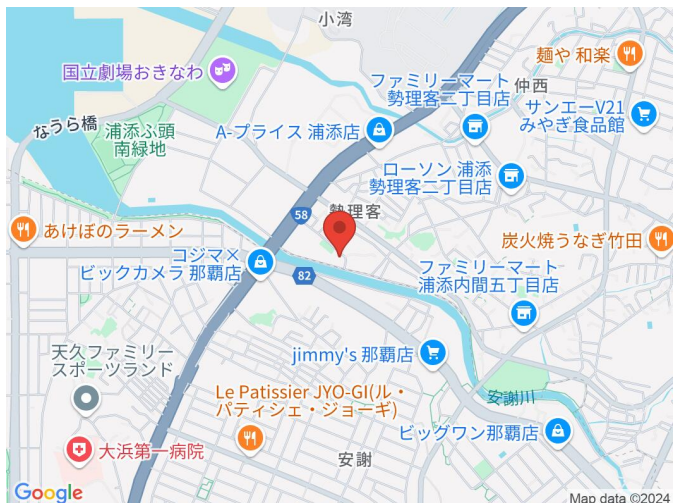 小湾
麺や 和楽
国立劇場おきなわ
ファミリーマート
勢理客二丁目店
仲西
サンエーV21
みやぎ食品館
なうら橋
浦添ふ頭
南緑地
A-プライス 浦添店
ローソン 浦添
勢理客二丁目店
勢理客
58
あけぼのラーメン
炭火焼うなぎ竹田
コジマ×
ビックカメラ 那覇店
82
ファミリーマート
浦添内間五丁目店
天久ファミリー
スポーツランド
jimmy's 那覇店
Le Patissier JYO-GI(ル・
パティシェ・ジョーギ)
安謝川
ビッグワン那覇店
大浜第一病院
安謝
Google
Map data ©2024